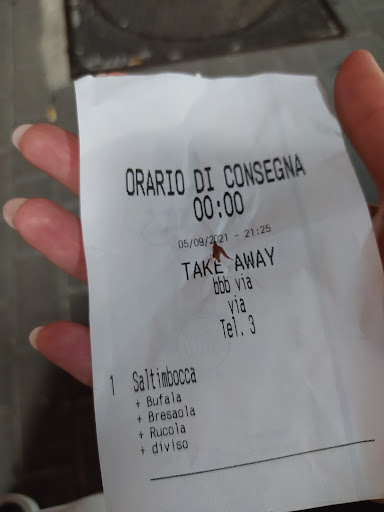 ORARIO DI CONSEGNA
00:00
05/09/2021 - 21:25
TAKE AWAY
bbb via
via
Tel. 3
1 Saltimbocca
+ Bufala
+ Bresaola
+ Rucola
+ diviso